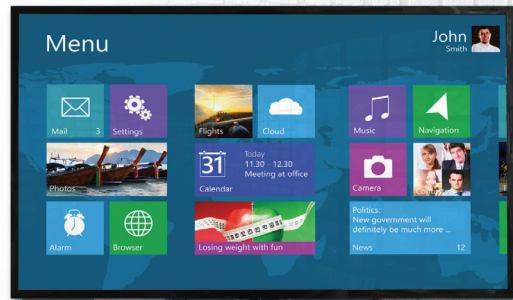 Menu
John
Smith
Mail 3
Settings
Flights
Cloud
Music
Navigation
Photos
31
Calendar
Today
11.30 - 12.30
Meeting at office
Camera
Alarm
Browser
Losing weight with fun
Politics:
New government will
definitely be much more ...
News 12